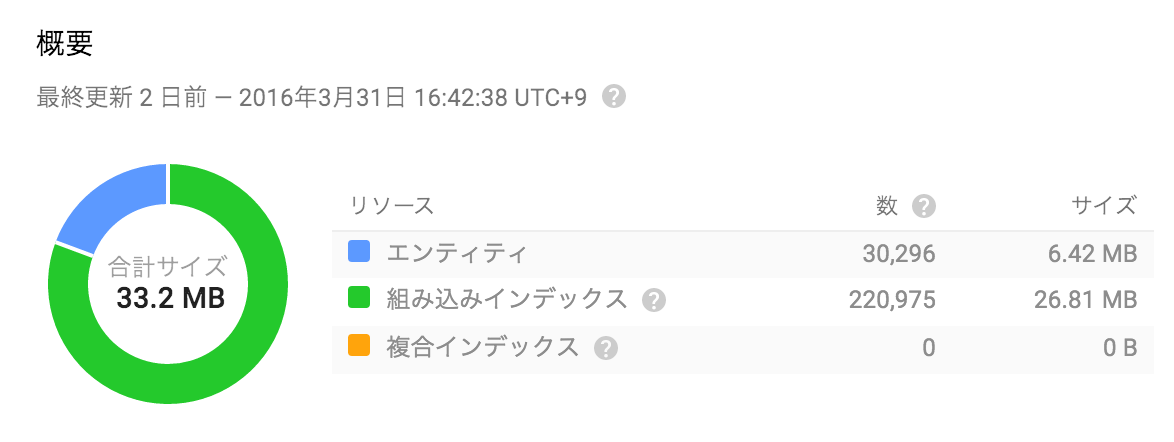 概要
最終更新 2 日前 — 2016年3月31日 16:42:38 UTC+9 ?
合計サイズ
33.2 MB
リソース 数 ? サイズ
エンティティ 30,296 6.42 MB
組み込みインデックス ? 220,975 26.81 MB
複合インデックス ? 0 0 B